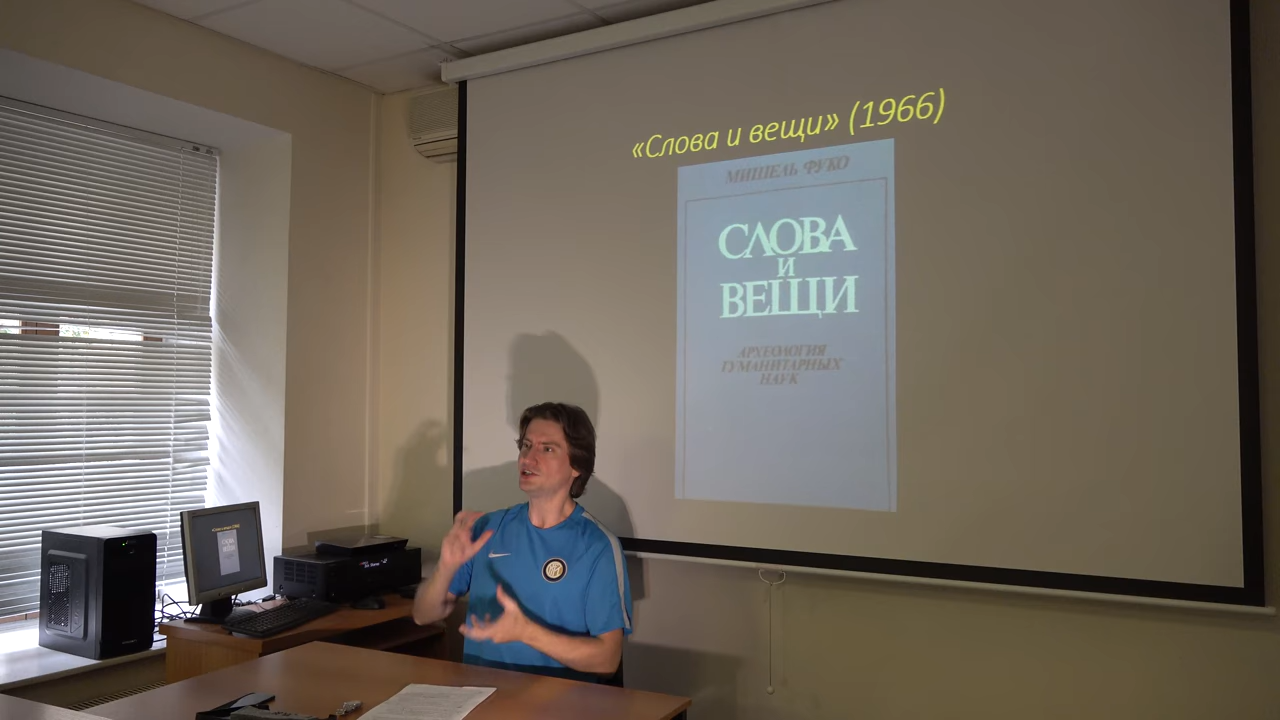 «Слова и вещи» (1966)
МИШЕЛЬ ФУКО
СЛОВА
И
ВЕЩИ
АРХЕОЛОГИЯ
ГУМАНИТАРНЫХ
НАУК